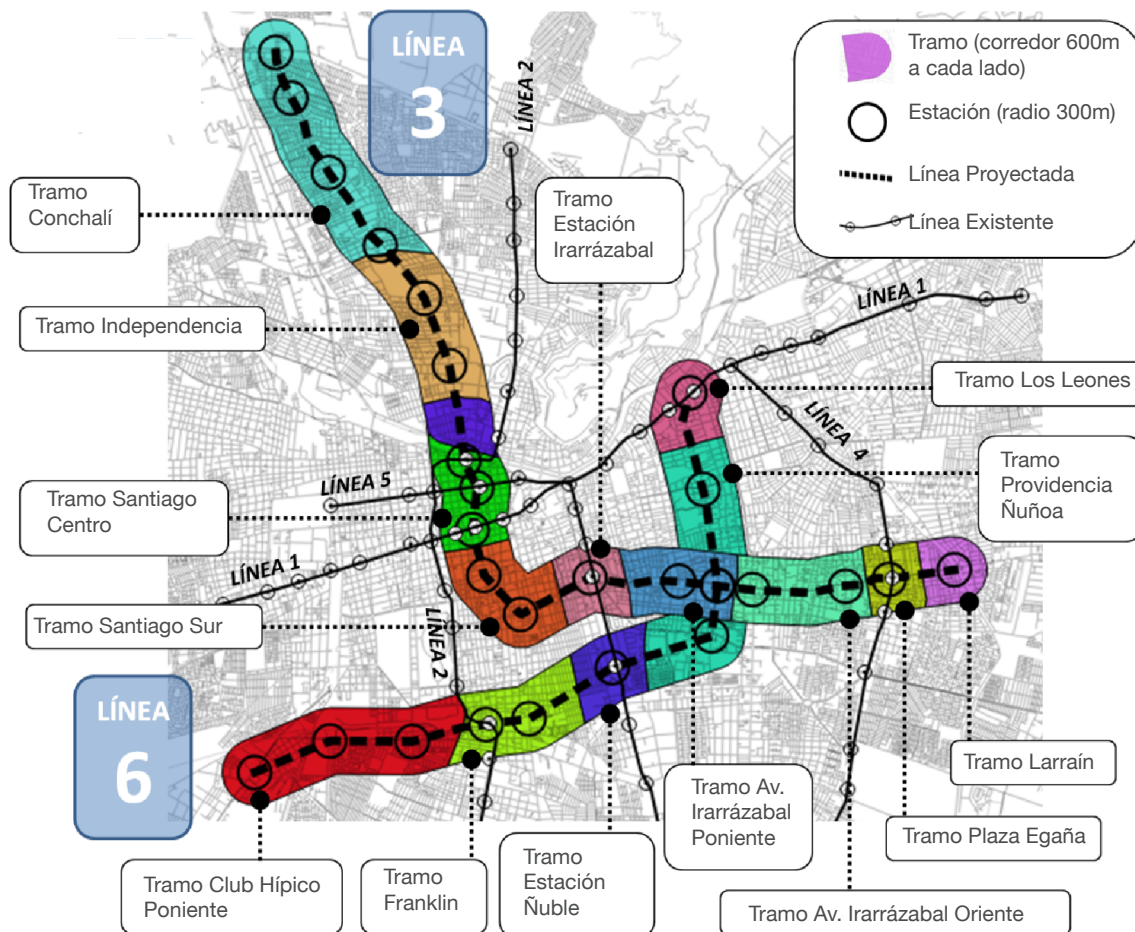 LÍNEA
3
LÍNEA 2
Tramo (corredor 600m
a cada lado)
Estación (radio 300m)
Línea Proyectada
Línea Existente
Tramo
Conchalí
Tramo
Estación
Irarrázabal
Tramo Independencia
LÍNEA 1
Tramo Los Leones
LÍNEA 4
Tramo
Providencia
Ñuñoa
LÍNEA 5
Tramo Santiago
Centro
LÍNEA 1
Tramo Santiago Sur
LÍNEA 2
LÍNEA
6
Tramo Larraín
Tramo Av.
Irarrázabal
Poniente
Tramo Plaza Egaña
Tramo Club Hípico
Poniente
Tramo
Franklin
Tramo
Estación
Ñuble
Tramo Av. Irarrázabal Oriente